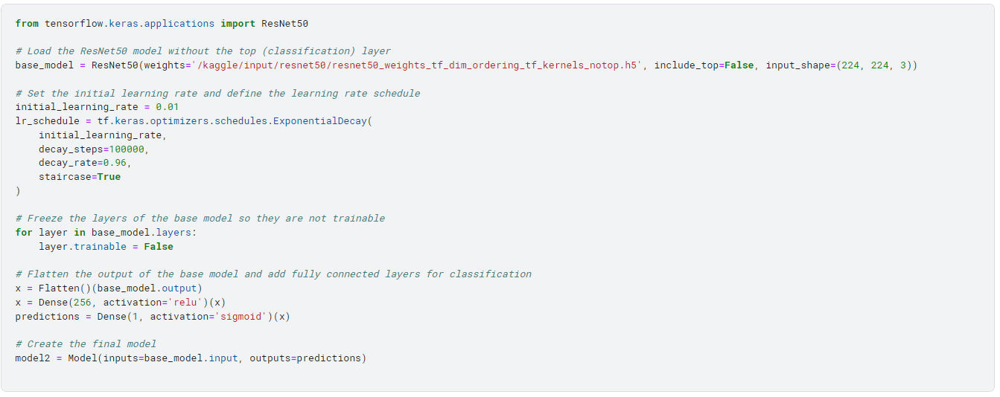 from tensorflow.keras.applications import ResNet50
# Load the ResNet50 model without the top (classification) layer
base_model = ResNet50(weights='/kaggle/input/resnet50/resnet50_weights_tf_dim_ordering_tf_kernels_notop.h5', include_top=False, input_shape=(224, 224, 3))
# Set the initial learning rate and define the learning rate schedule
initial_learning_rate = 0.01
lr_schedule = tf.keras.optimizers.schedules.ExponentialDecay(
    initial_learning_rate,
    decay_steps=100000,
    decay_rate=0.96,
    staircase=True
)
# Freeze the layers of the base model so they are not trainable
for layer in base_model.layers:
    layer.trainable = False
# Flatten the output of the base model and add fully connected layers for classification
x = Flatten()(base_model.output)
x = Dense(256, activation='relu')(x)
predictions = Dense(1, activation='sigmoid')(x)
# Create the final model
model2 = Model(inputs=base_model.input, outputs=predictions)